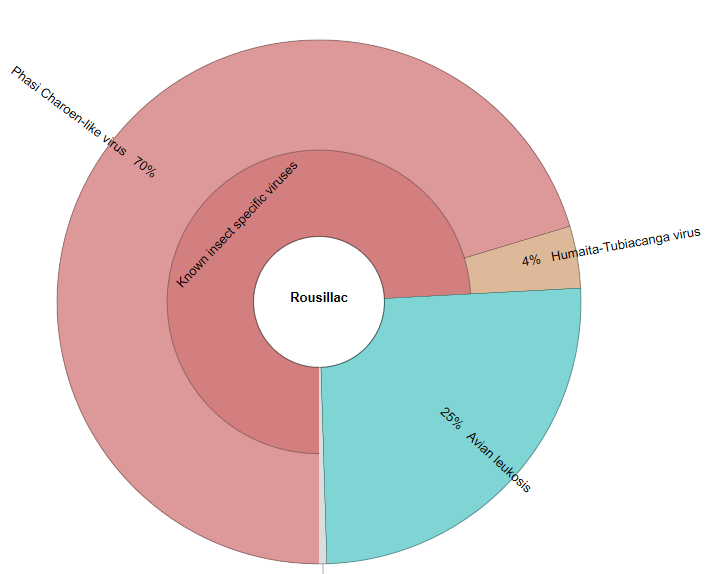 Phasi Charoen-like virus 70%
Known insect specific viruses
Rousillac
4% Humaita-Tubiacanga virus
25% Avian leukosis